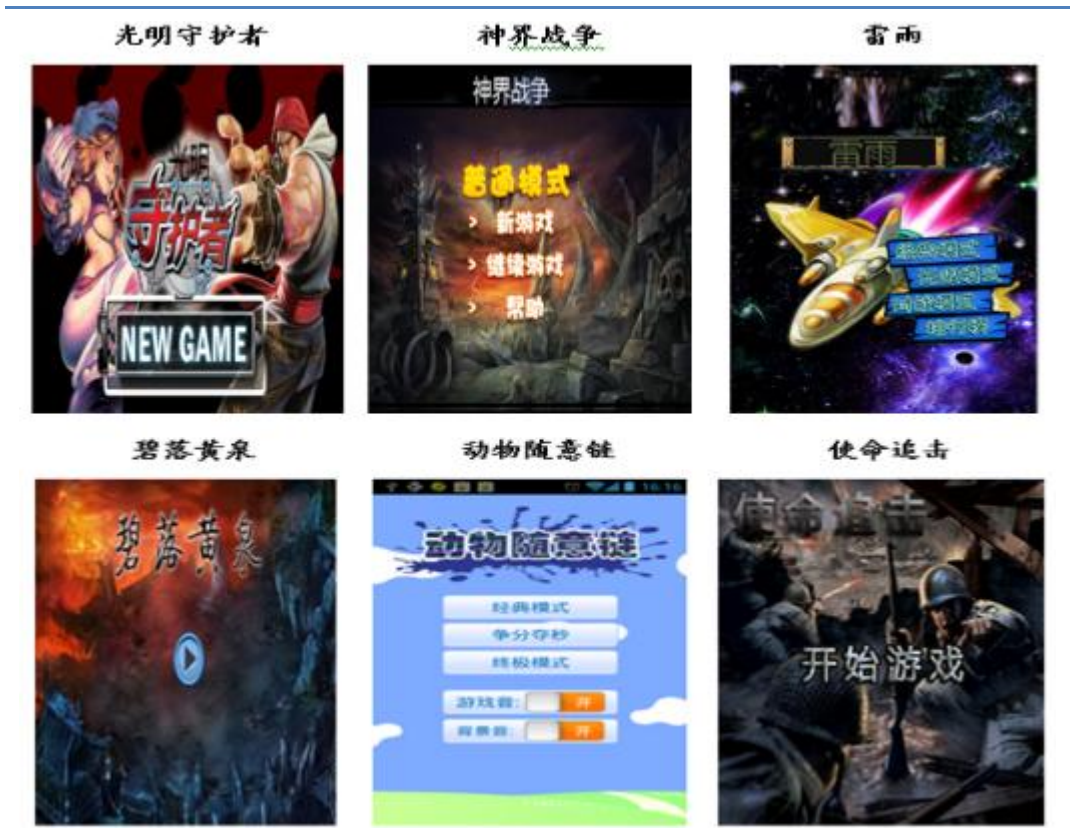 光明守护者
神界战争
雷雨
光明
守护者
NEW GAME
神界战争
普通模式
> 新游戏
> 继续游戏
> 帮助
雷雨
碧落黄泉
动物随意链
使命追击
碧落黄泉
16:16
动物随意链
经典模式
争分夺秒
终极模式
游戏音:
开
背景音:
开
使命追击
开始游戏